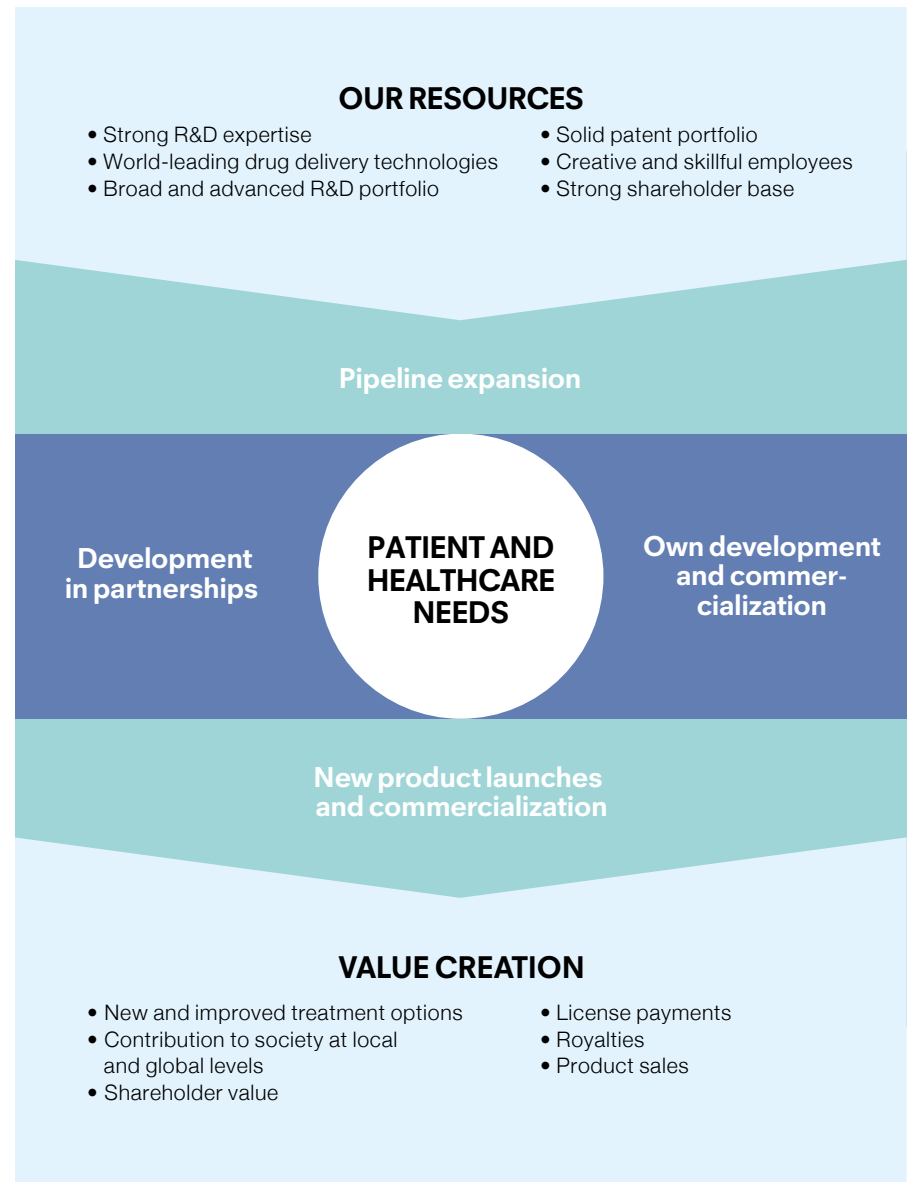 OUR RESOURCES
• Strong R&D expertise
• World-leading drug delivery technologies
• Broad and advanced R&D portfolio
• Solid patent portfolio
• Creative and skillful employees
• Strong shareholder base
Pipeline expansion
Development
in partnerships
PATIENT AND
HEALTHCARE
NEEDS
Own development
and commer-
cialization
New product launches
and commercialization
VALUE CREATION
• New and improved treatment options
• Contribution to society at local
and global levels
• Shareholder value
• License payments
• Royalties
• Product sales